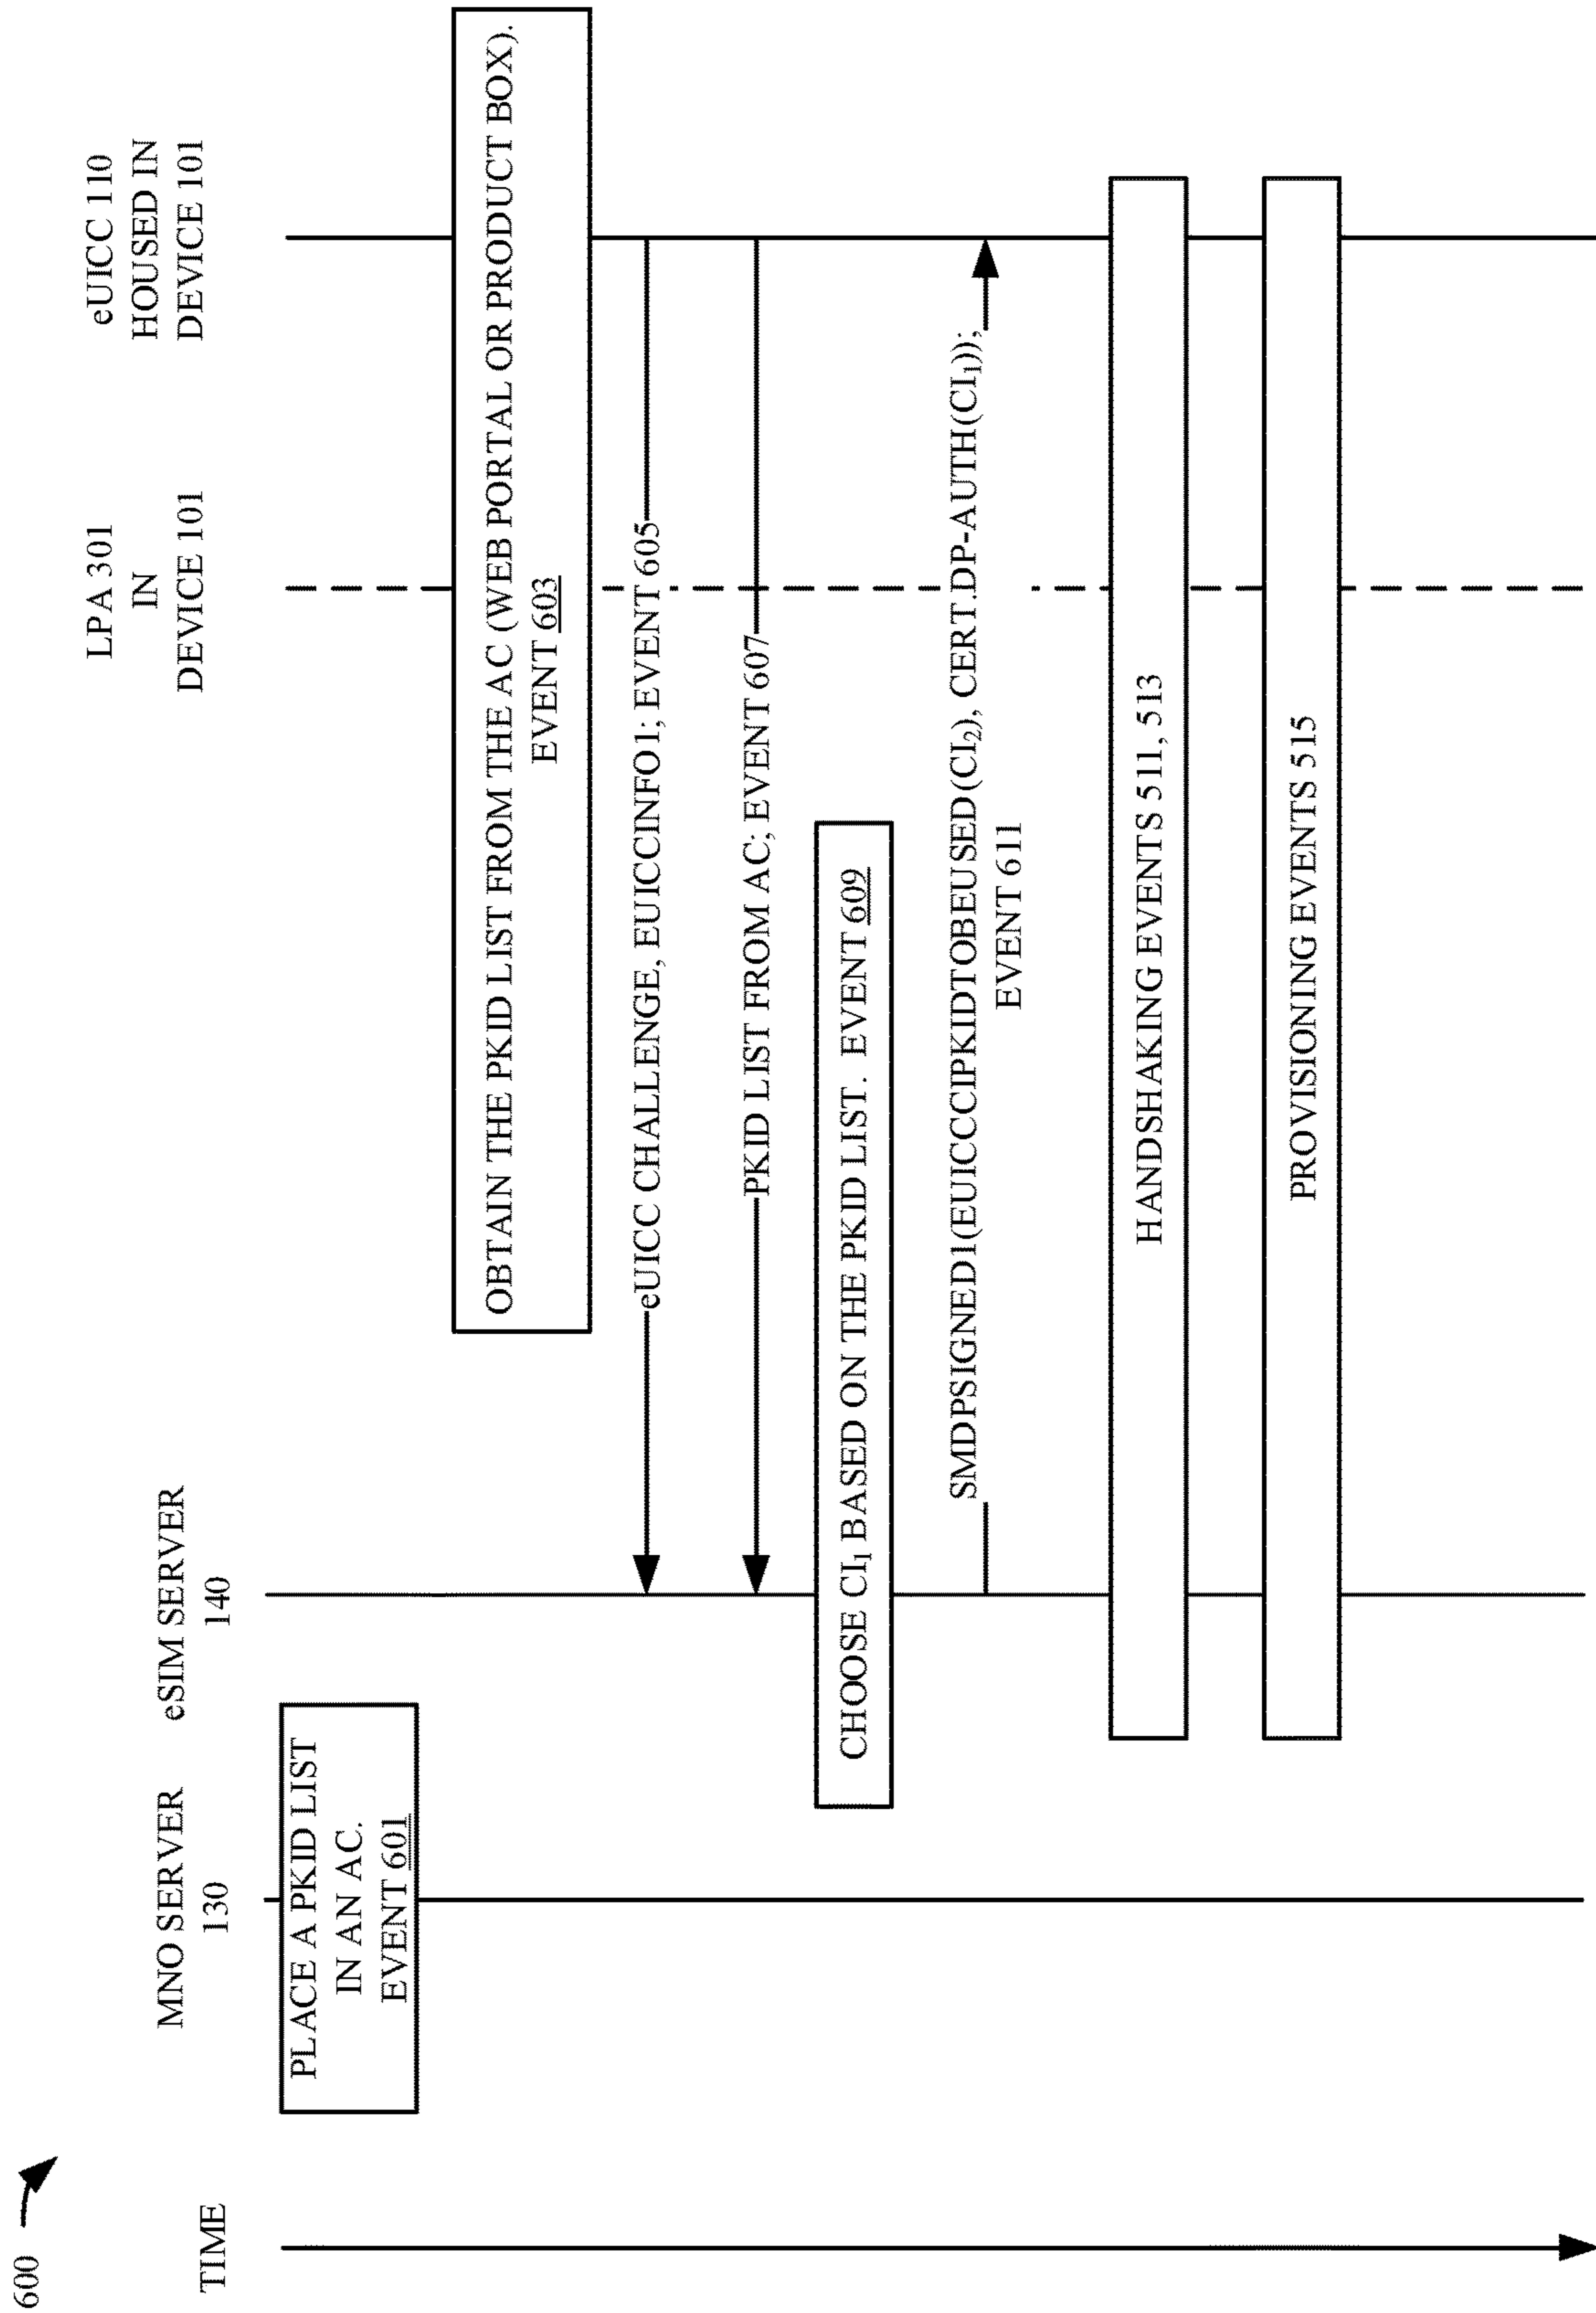 600
TIME
MNO SERVER
130
eSIM SERVER
140
LPA 301
IN
DEVICE 101
eUICC 110
HOUSED IN
DEVICE 101
PLACE A PKID LIST
IN AN AC.
EVENT 601
OBTAIN THE PKID LIST FROM THE AC (WEB PORTAL OR PRODUCT BOX).
EVENT 603
eUICC CHALLENGE, EUICCINFO1; EVENT 605
PKID LIST FROM AC; EVENT 607
CHOOSE CI₁ BASED ON THE PKID LIST. EVENT 609
SMDPSIGNED1(EUICCCIPKIDTOBEUSED(CI₂), CERT.DP-AUTH(CI₁));
EVENT 611
HANDSHAKING EVENTS 511, 513
PROVISIONING EVENTS 515